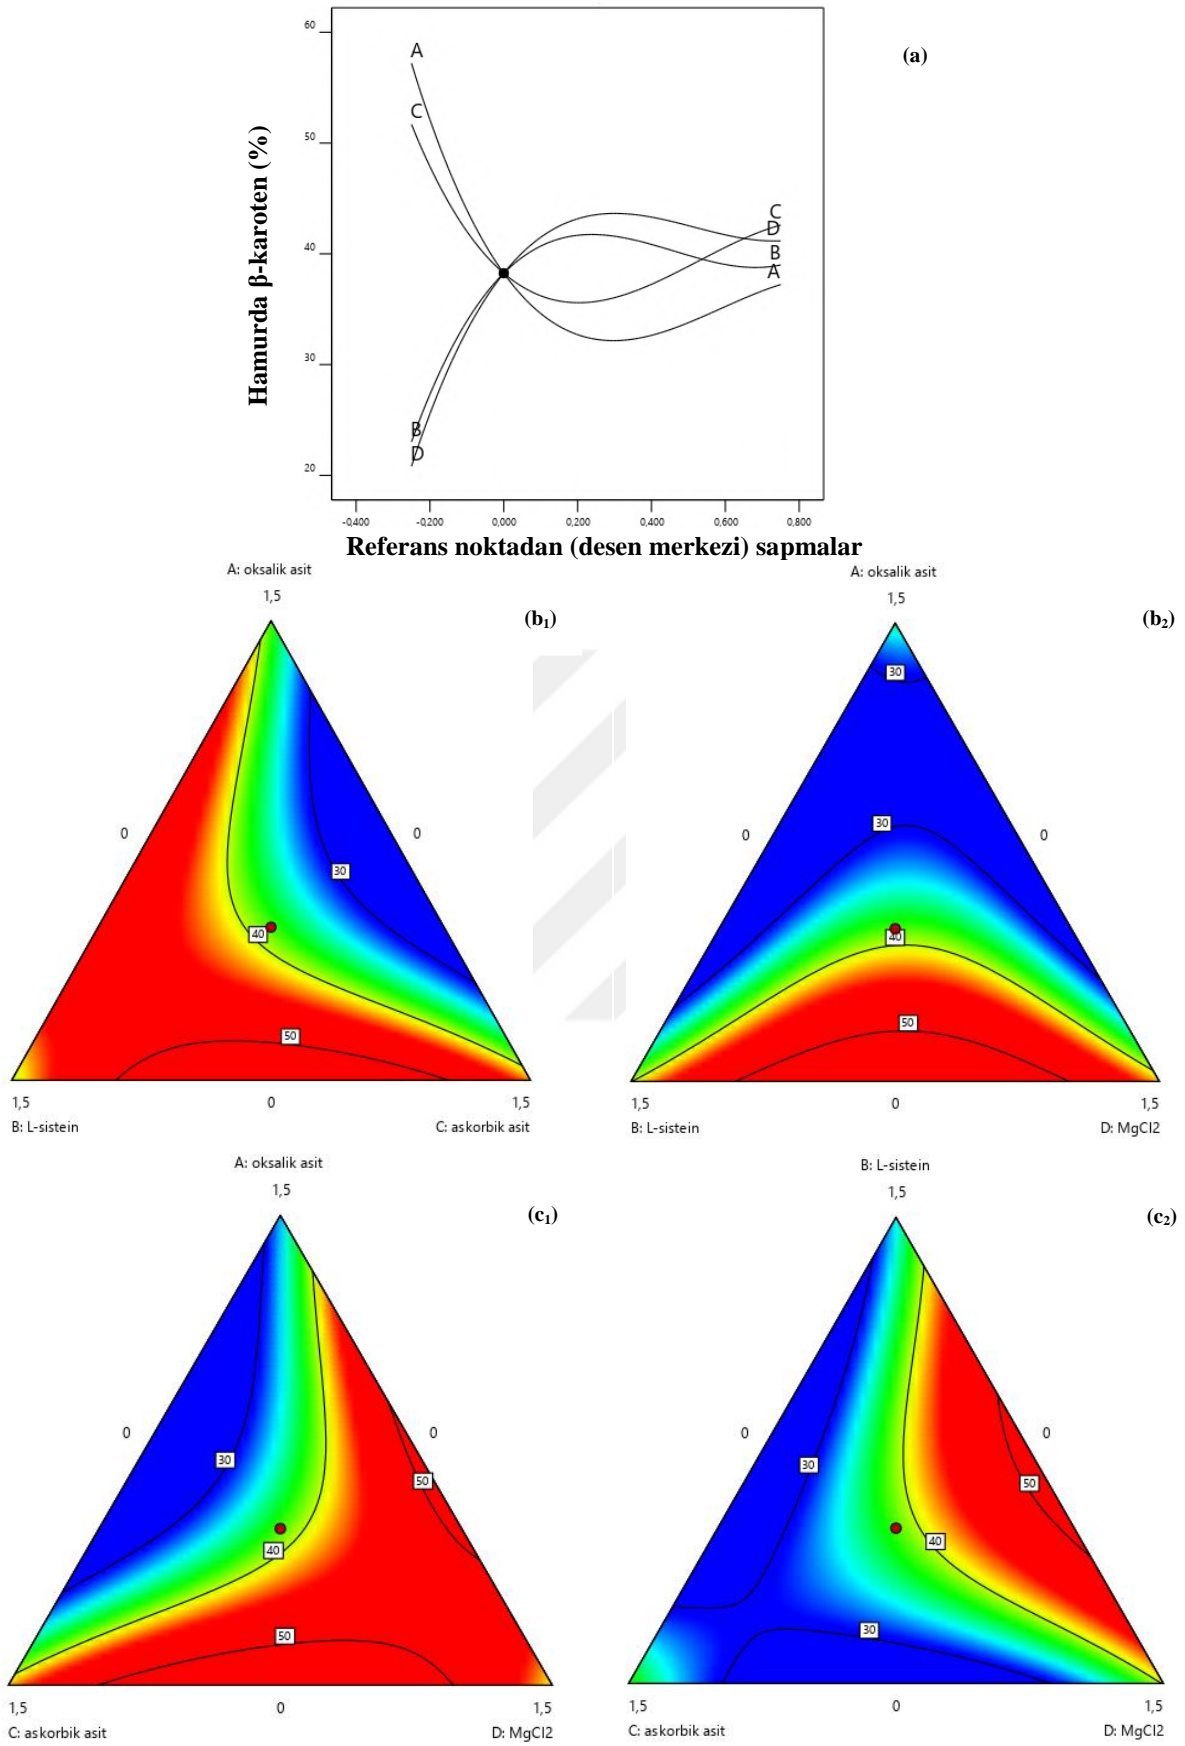 (a)
Hamurda β-karoten (%)
60
50
40
30
20
A
C
B
D
C
D
B
A
-0,400 -0,200 0,000 0,200 0,400 0,600 0,800
Referans noktadan (desen merkezi) sapmalar
A: oksalik asit
1,5
(b1)
0 0
30
40
50
1,5 0 1,5
B: L-sistein C: askorbik asit
A: oksalik asit
1,5
(b2)
30
30
0 0
40
50
1,5 0 1,5
B: L-sistein D: MgCl2
A: oksalik asit
1,5
(c1)
0 0
30
50
40
50
1,5 0 1,5
C: askorbik asit D: MgCl2
B: L-sistein
1,5
(c2)
0 0
30
50
40
30
1,5 0 1,5
C: askorbik asit D: MgCl2